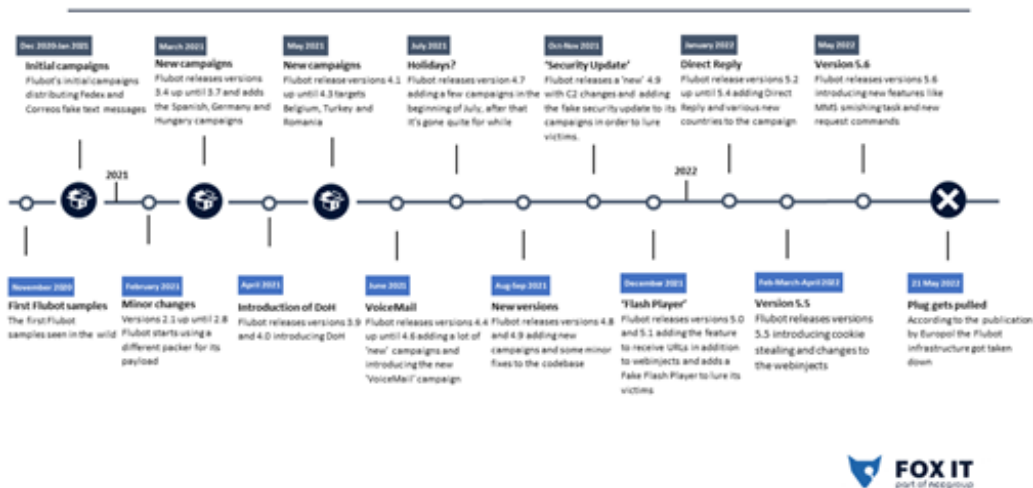 Dec 2020-Jan 2021
Initial campaigns
Flubot's initial campaigns
distributing Fedex and
Correos fake text messages
March 2021
New campaigns
Flubot releases versions
3.4 up until 3.7 and adds
the Spanish, Germany and
Hungary campaigns
May 2021
New campaigns
Flubot release versions 4.1
up until 4.3 targets
Belgium, Turkey and
Romania
July 2021
Holidays?
Flubot release version 4.7
adding a few campaigns in the
beginning of July, after that
it's gone quite for while
Oct-Nov 2021
'Security Update'
Flubot releases a 'new' 4.9
with C2 changes and adding
the fake security update to its
campaigns in order to lure
victims.
January 2022
Direct Reply
Flubot release versions 5.2
up until 5.4 adding Direct
Reply and various new
countries to the campaign
May 2022
Version 5.6
Flubot releases versions 5.6
introducing new features like
MMS smishing task and new
request commands
2021
2022
November 2020
First Flubot samples
The first Flubot
samples seen in the wild
February 2021
Minor changes
Versions 2.1 up until 2.8
Flubot starts using a
different packer for its
payload
April 2021
Introduction of DoH
Flubot releases versions 3.9
and 4.0 introducing DoH
June 2021
VoiceMail
Flubot releases versions 4.4
up until 4.6 adding a lot of
'new' campaigns and
introducing the new
'VoiceMail' campaign
Aug-Sep 2021
New versions
Flubot releases versions 4.8
and 4.9 adding new
campaigns and some minor
fixes to the codebase
December 2021
'Flash Player'
Flubot releases versions 5.0
and 5.1 adding the feature
to receive URLs in addition
to webinjects and adds a
Fake Flash Player to lure its
victims
Feb-March-April 2022
Version 5.5
Flubot releases versions
5.5 introducing cookie
stealing and changes to
the webinjects
21 May 2022
Plug gets pulled
According to the publication
by Europol the Flubot
infrastructure got taken
down
FOX IT
part of nccgroup